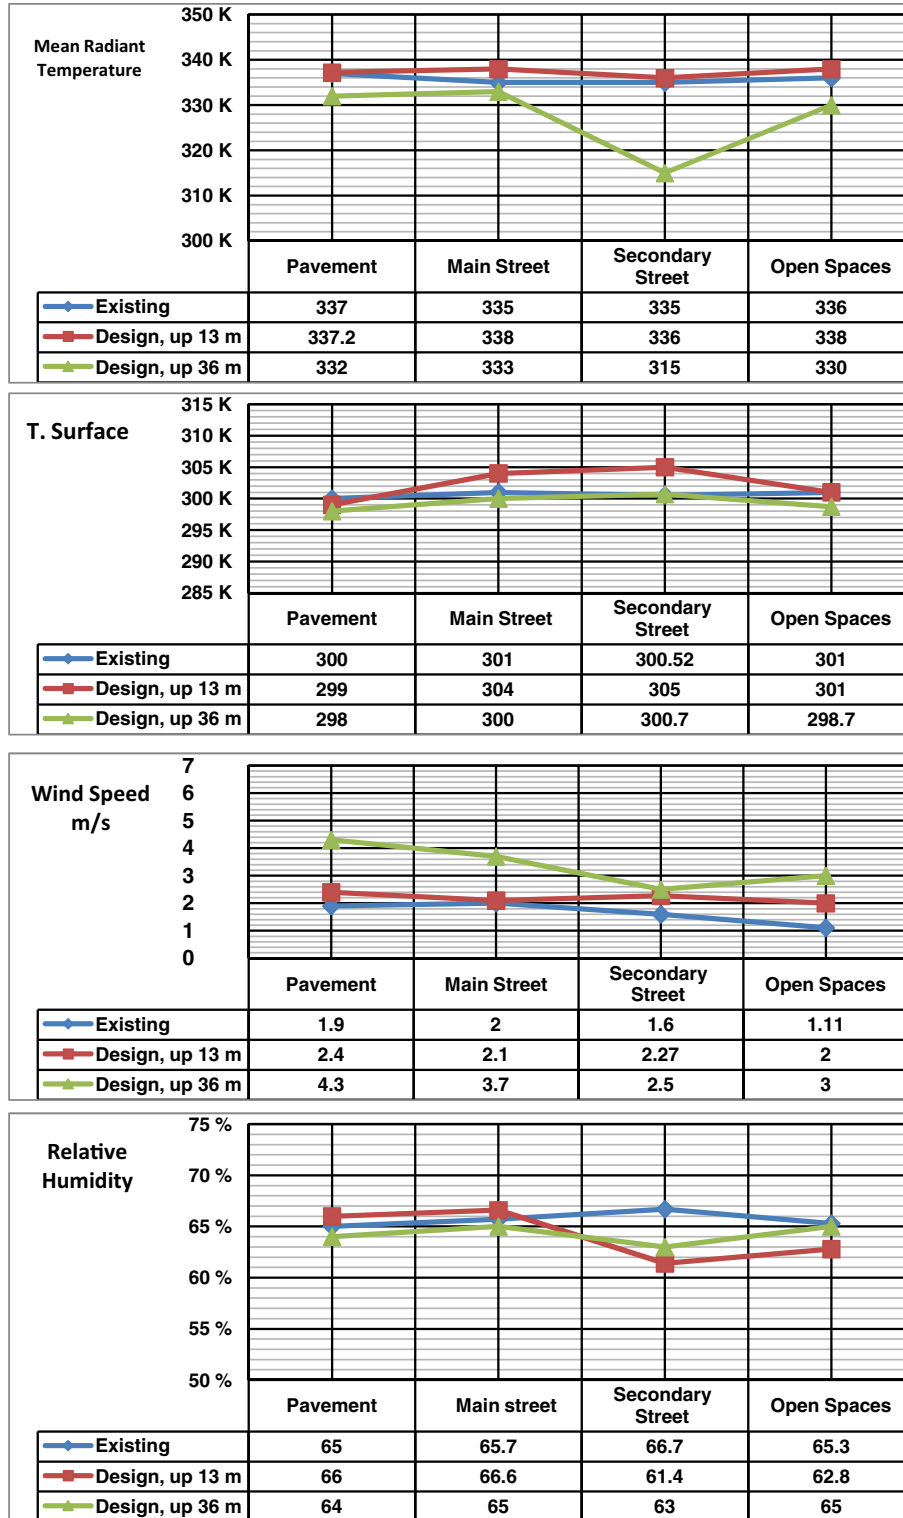 Mean Radiant
Temperature
350 K
340 K
330 K
320 K
310 K
300 K
Pavement Main Street Secondary Street Open Spaces
Existing 337 335 335 336
Design, up 13 m 337.2 338 336 338
Design, up 36 m 332 333 315 330
T. Surface
315 K
310 K
305 K
300 K
295 K
290 K
285 K
Pavement Main Street Secondary Street Open Spaces
Existing 300 301 300.52 301
Design, up 13 m 299 304 305 301
Design, up 36 m 298 300 300.7 298.7
Wind Speed
m/s
7
6
5
4
3
2
1
0
Pavement Main Street Secondary Street Open Spaces
Existing 1.9 2 1.6 1.11
Design, up 13 m 2.4 2.1 2.27 2
Design, up 36 m 4.3 3.7 2.5 3
Relative
Humidity
75 %
70 %
65 %
60 %
55 %
50 %
Pavement Main street Secondary Street Open Spaces
Existing 65 65.7 66.7 65.3
Design, up 13 m 66 66.6 61.4 62.8
Design, up 36 m 64 65 63 65